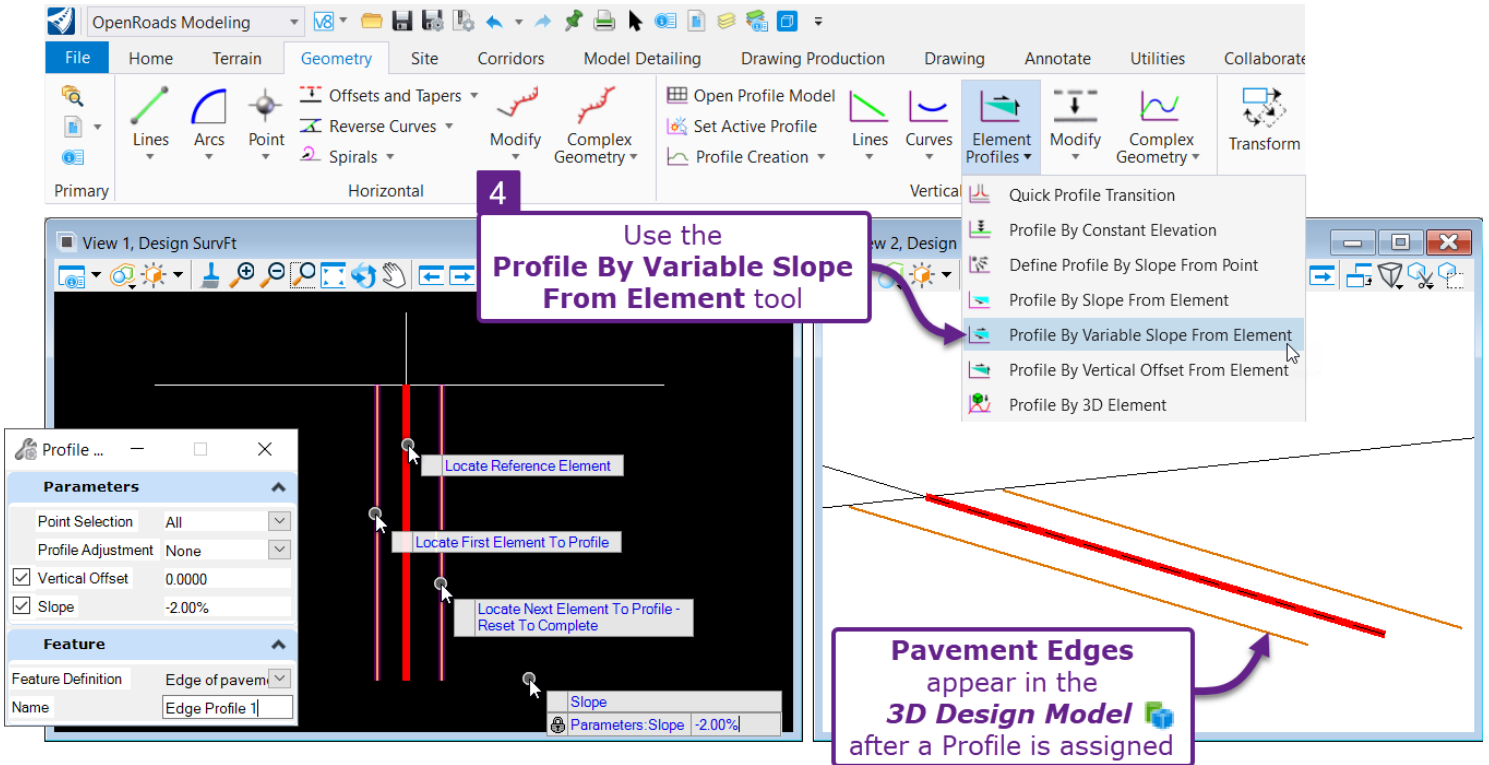 OpenRoads Modeling
File Home Terrain Geometry Site Corridors Model Detailing Drawing Production Drawing Annotate Utilities Collaborate
Offsets and Tapers
Reverse Curves
Spirals
Lines Arcs Point
Modify Complex Geometry
Open Profile Model
Set Active Profile
Profile Creation
Lines Curves Element Profiles Modify Complex Geometry Transform
Primary Horizontal Vertical
Quick Profile Transition
Profile By Constant Elevation
Define Profile By Slope From Point
Profile By Slope From Element
Profile By Variable Slope From Element
Profile By Vertical Offset From Element
Profile By 3D Element
4
Use the
Profile By Variable Slope
From Element tool
View 1, Design SurvFt
ew 2, Design
Locate Reference Element
Locate First Element To Profile
Locate Next Element To Profile -
Reset To Complete
Slope
Parameters:Slope -2.00%
Profile ...
Parameters
Point Selection All
Profile Adjustment None
Vertical Offset 0.0000
Slope -2.00%
Feature
Feature Definition Edge of pavem
Name Edge Profile 1
Pavement Edges
appear in the
3D Design Model
after a Profile is assigned